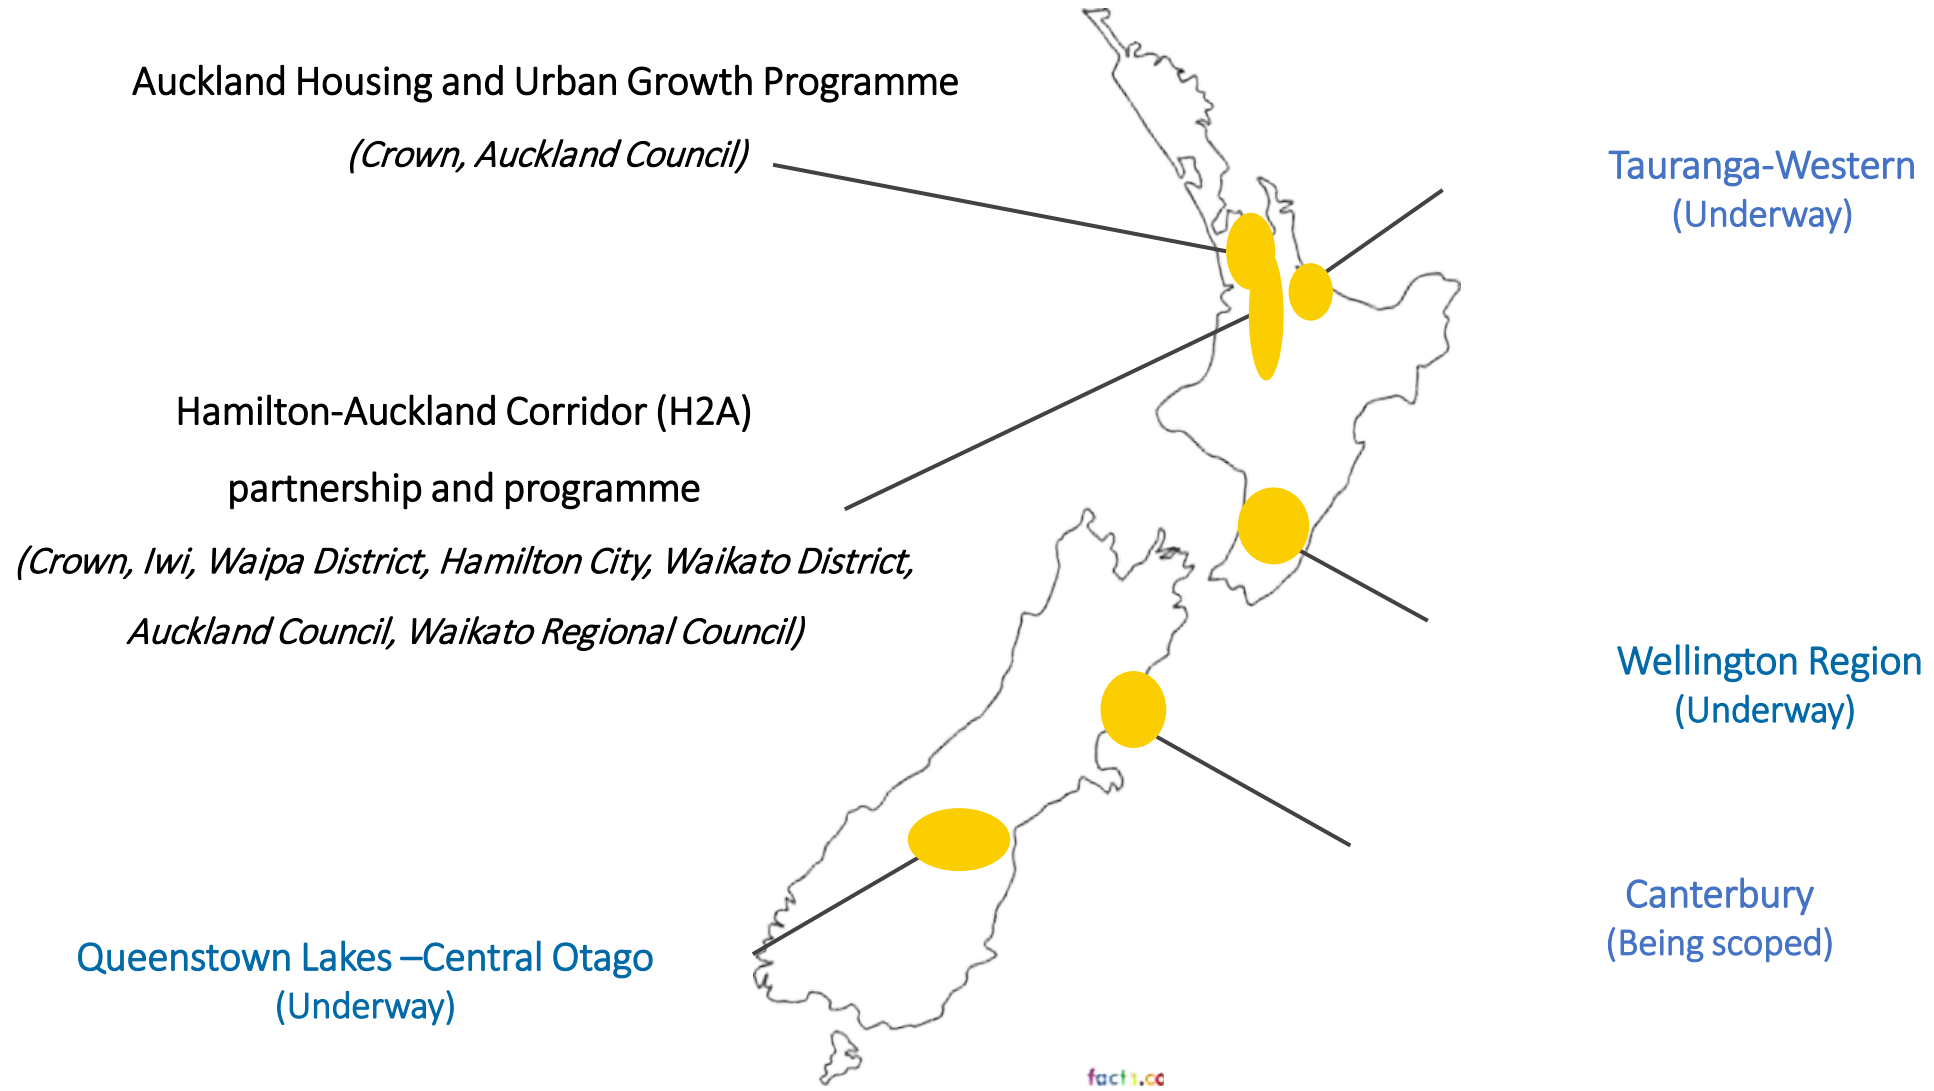 Auckland Housing and Urban Growth Programme
(Crown, Auckland Council)
Tauranga-Western
(Underway)
Hamilton-Auckland Corridor (H2A)
partnership and programme
(Crown, Iwi, Waipa District, Hamilton City, Waikato District,
Auckland Council, Waikato Regional Council)
Wellington Region
(Underway)
Canterbury
(Being scoped)
Queenstown Lakes –Central Otago
(Underway)